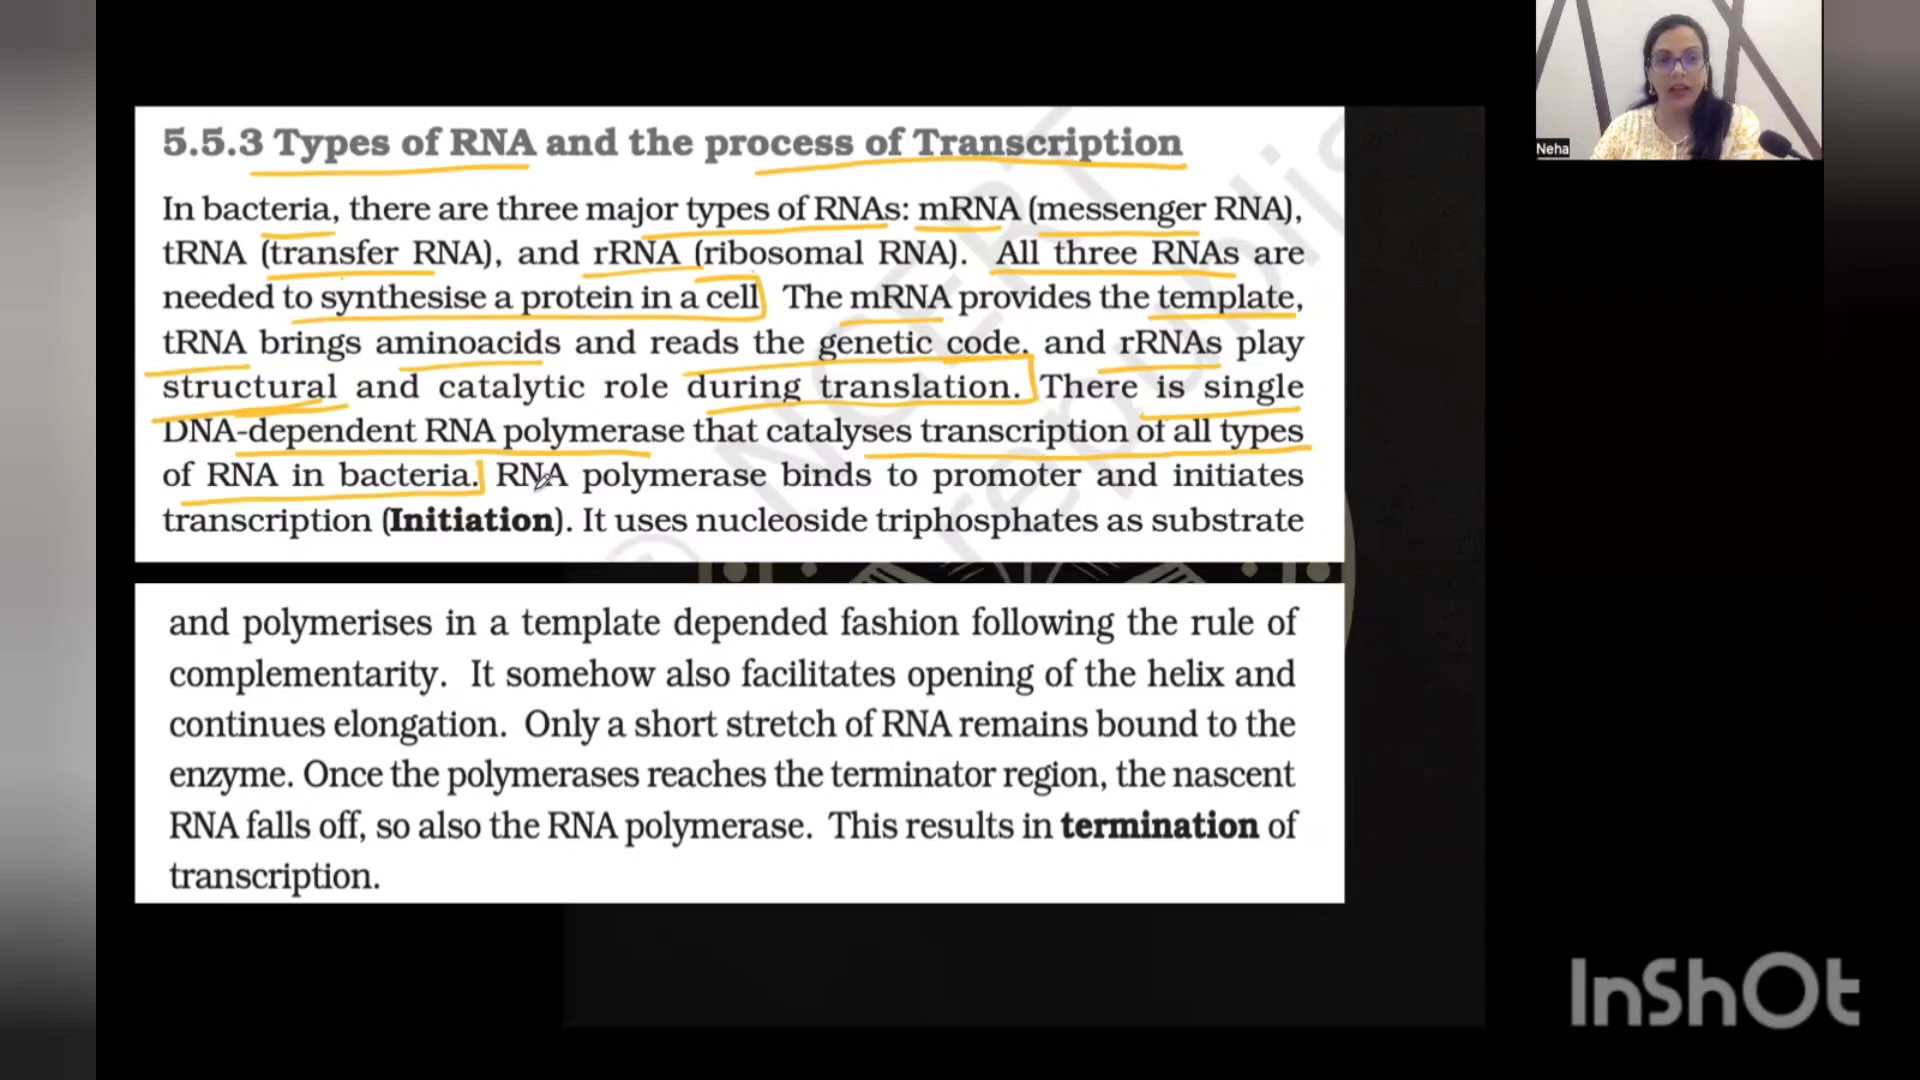 Neha
5.5.3 Types of RNA and the process of Transcription
In bacteria, there are three major types of RNAs: mRNA (messenger RNA),
tRNA (transfer RNA), and rRNA (ribosomal RNA). All three RNAs are
needed to synthesise a protein in a cell The mRNA provides the template,
tRNA brings aminoacids and reads the genetic code, and rRNAs play
structural and catalytic role during translation. There is single
DNA-dependent RNA polymerase that catalyses transcription of all types
of RNA in bacteria. RNA polymerase binds to promoter and initiates
transcription (Initiation). It uses nucleoside triphosphates as substrate
and polymerises in a template depended fashion following the rule of
complementarity. It somehow also facilitates opening of the helix and
continues elongation. Only a short stretch of RNA remains bound to the
enzyme. Once the polymerases reaches the terminator region, the nascent
RNA falls off, so also the RNA polymerase. This results in termination of
transcription.
© NCERT
InShOt